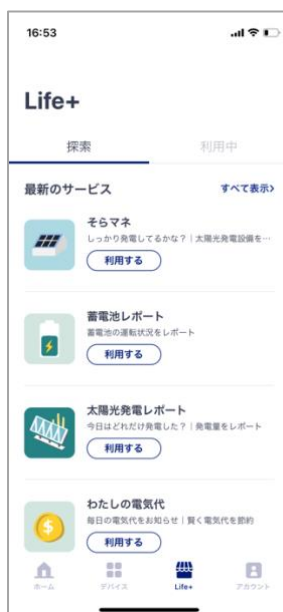 16:53
Life+
探索
利用中
最新のサービス
すべて表示>
そらマネ
しっかり発電してるかな？｜太陽光発電設備を…
利用する
蓄電池レポート
蓄電池の運転状況をレポート
利用する
太陽光発電レポート
今日はどれだけ発電した？｜発電量をレポート
利用する
わたしの電気代
毎日の電気代をお知らせ｜賢く電気代を節約
利用する
ホーム
デバイス
Life+
アカウント